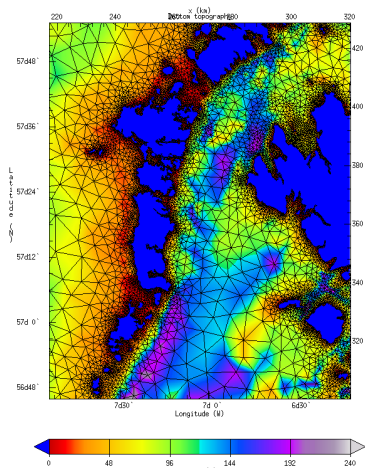 x (km)
Bottom topography
220 240 260 280 300 320
57d48` 420
57d36` 400
57d24` 380
57d12` 360
57d 0` 340
56d48` 320
Latitude (N)
7d30` 7d 0` 6d30`
Longitude (W)
0 48 96 144 192 240